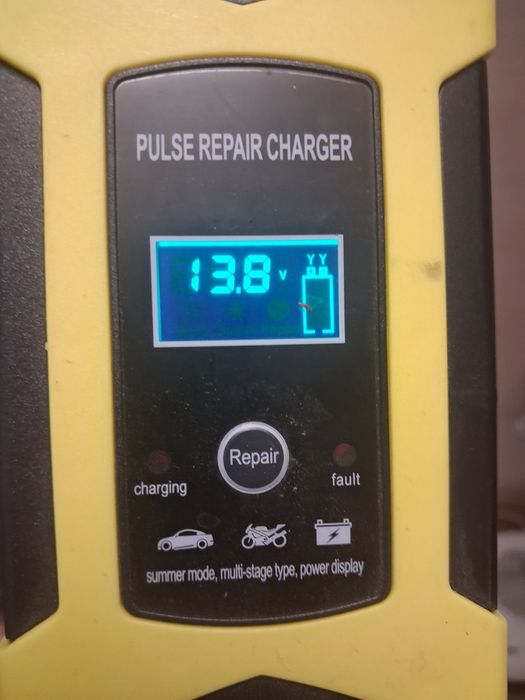 PULSE REPAIR CHARGER
13.8 v
Repair
charging
fault
summer mode, multi-stage type, power display